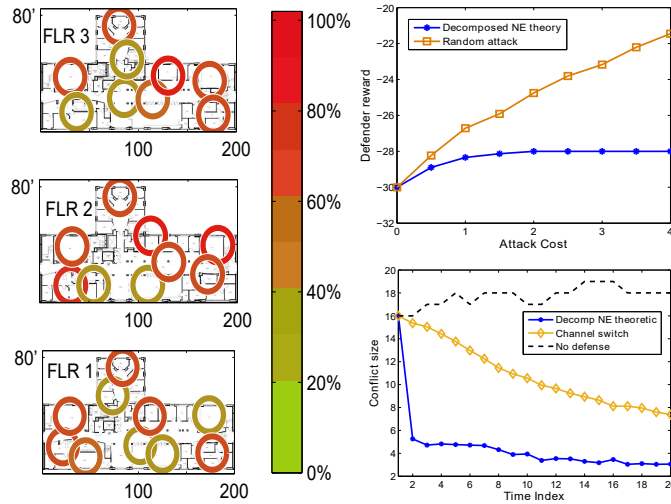 FLR 3
80'
100
200
FLR 2
80'
100
200
FLR 1
80'
100
200
100%
80%
60%
40%
20%
0%
Decomposed NE theory
Random attack
Defender reward
−20
−22
−24
−26
−28
−30
−32
0 1 2 3 4
Attack Cost
Decomp NE theoretic
Channel switch
No defense
Conflict size
20
18
16
14
12
10
8
6
4
2
2 4 6 8 10 12 14 16 18 20
Time Index